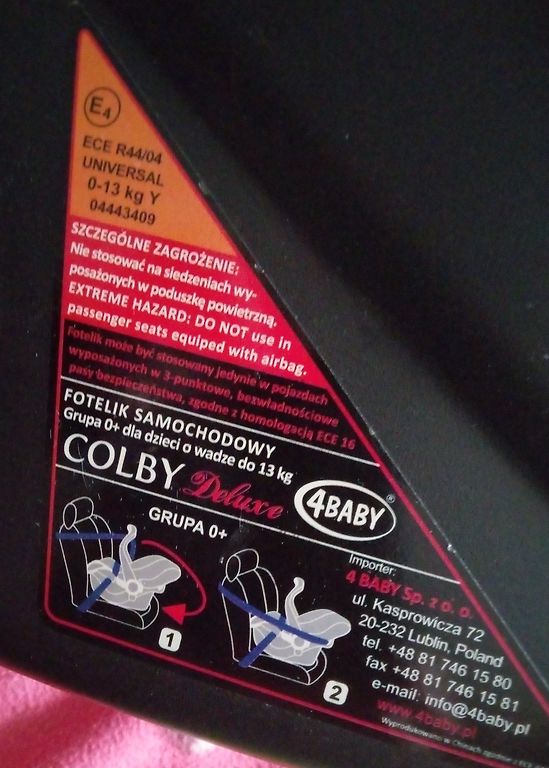 E4
ECE R44/04
UNIVERSAL
0-13 kg Y
04443409
SZCZEGÓLNE ZAGROŻENIE:
Nie stosować na siedzeniach wy-
posażonych w poduszkę powietrzną.
EXTREME HAZARD: DO NOT use in
passenger seats equiped with airbag.
Fotelik może być stosowany jedynie w pojazdach
wyposażonych w 3-punktowe, bezwładnościowe
pasy bezpieczeństwa, zgodne z homologacją ECE 16
FOTELIK SAMOCHODOWY
Grupa 0+ dla dzieci o wadze do 13 kg
COLBY Deluxe 4BABY®
GRUPA 0+
1
2
Importer:
4 BABY Sp. z o. o.
ul. Kasprowicza 72
20-232 Lublin, Poland
tel. +48 81 746 15 80
fax +48 81 746 15 81
e-mail: info@4baby.pl
www.4baby.pl
Wyprodukowano w Chinach zgodnie z ECE